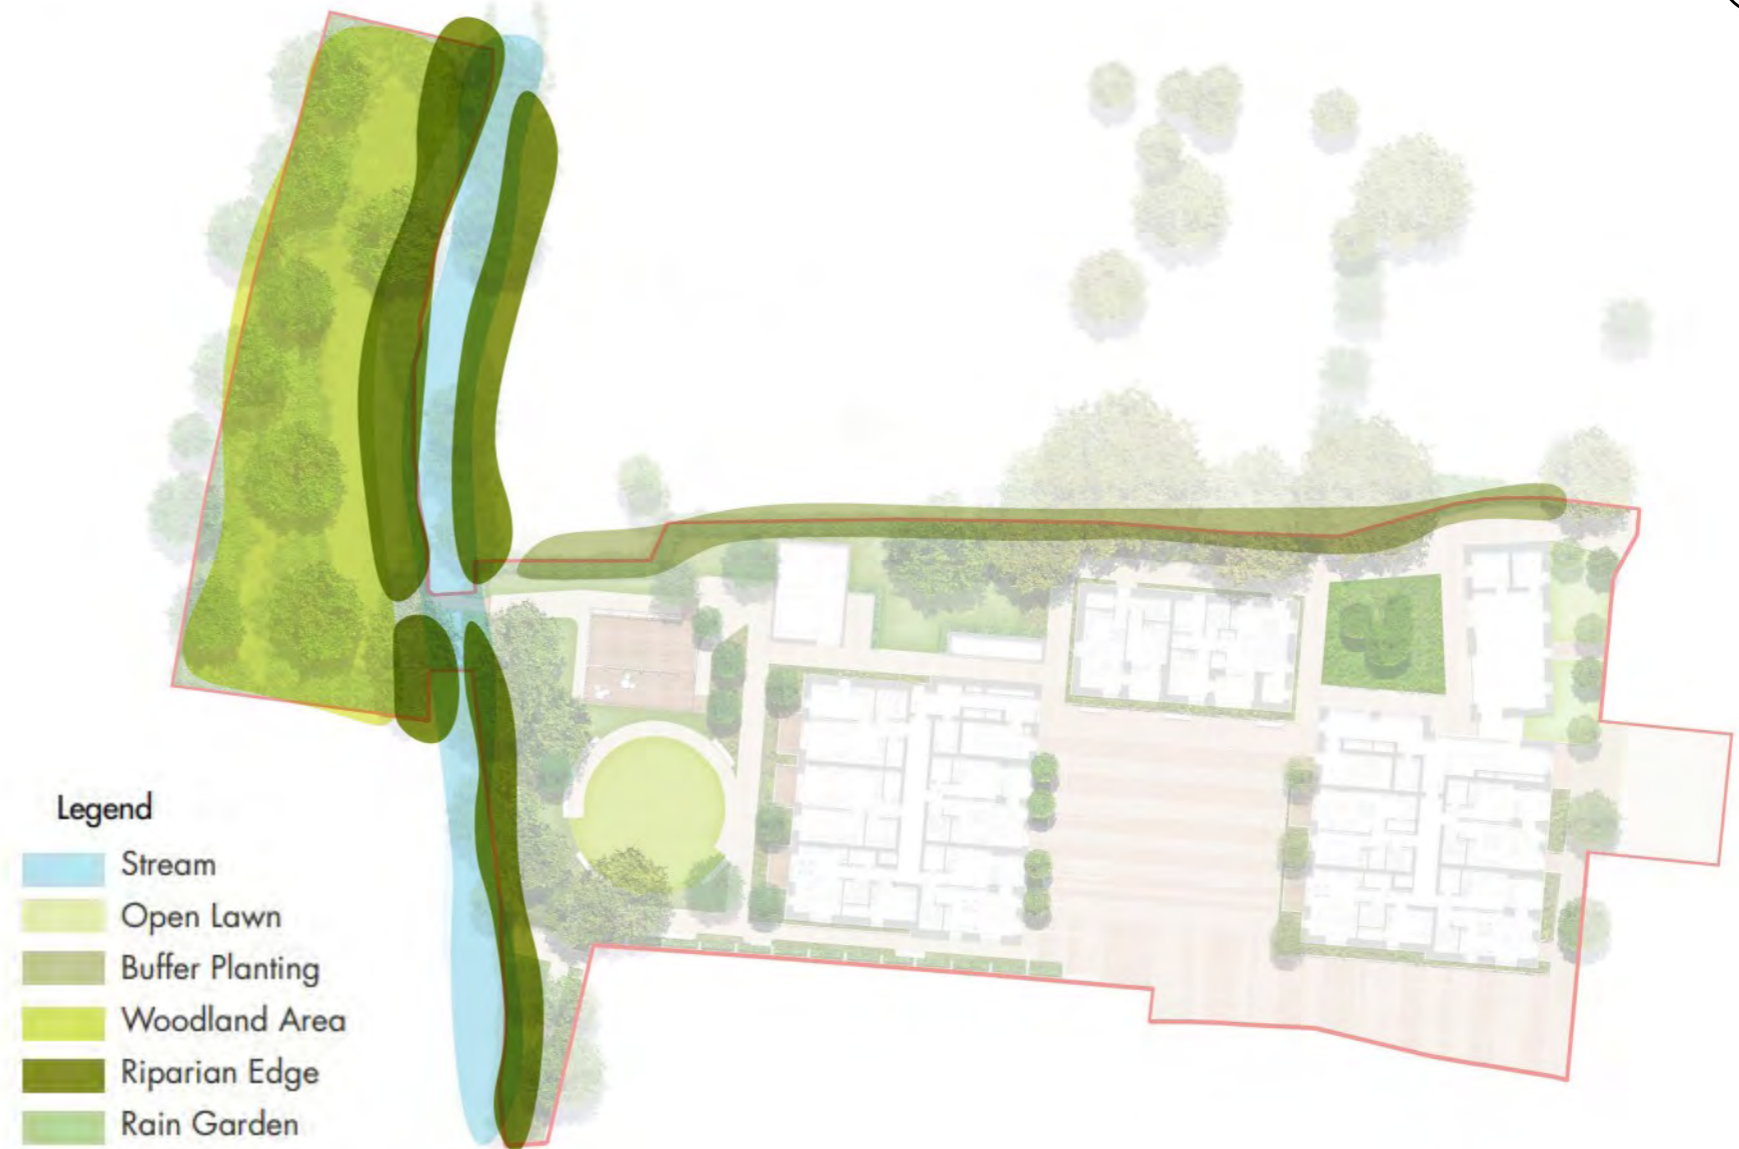 Legend
Stream
Open Lawn
Buffer Planting
Woodland Area
Riparian Edge
Rain Garden